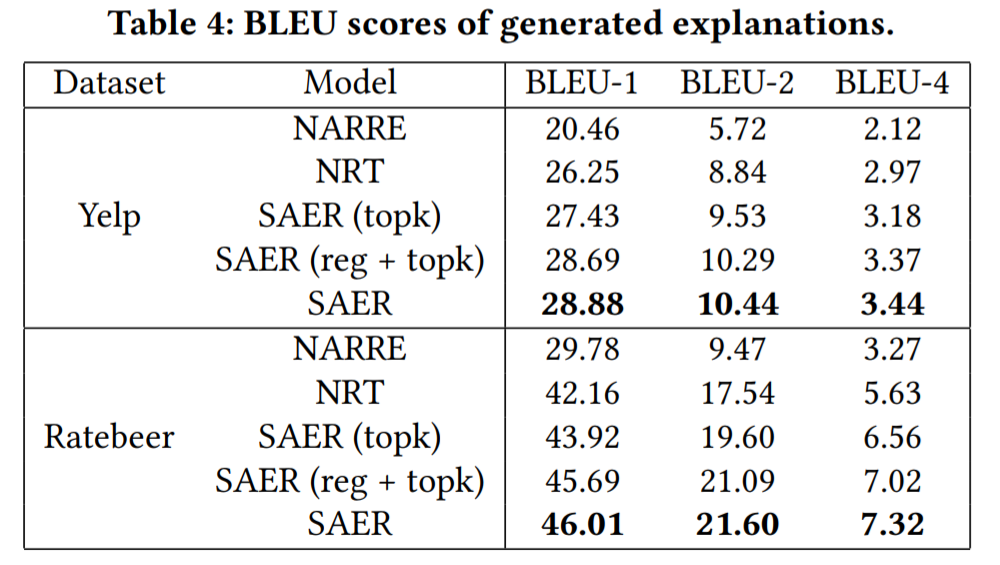 Table 4: BLEU scores of generated explanations.
Dataset Model BLEU-1 BLEU-2 BLEU-4
NARRE 20.46 5.72 2.12
NRT 26.25 8.84 2.97
Yelp SAER (topk) 27.43 9.53 3.18
SAER (reg + topk) 28.69 10.29 3.37
SAER 28.88 10.44 3.44
NARRE 29.78 9.47 3.27
NRT 42.16 17.54 5.63
Ratebeer SAER (topk) 43.92 19.60 6.56
SAER (reg + topk) 45.69 21.09 7.02
SAER 46.01 21.60 7.32